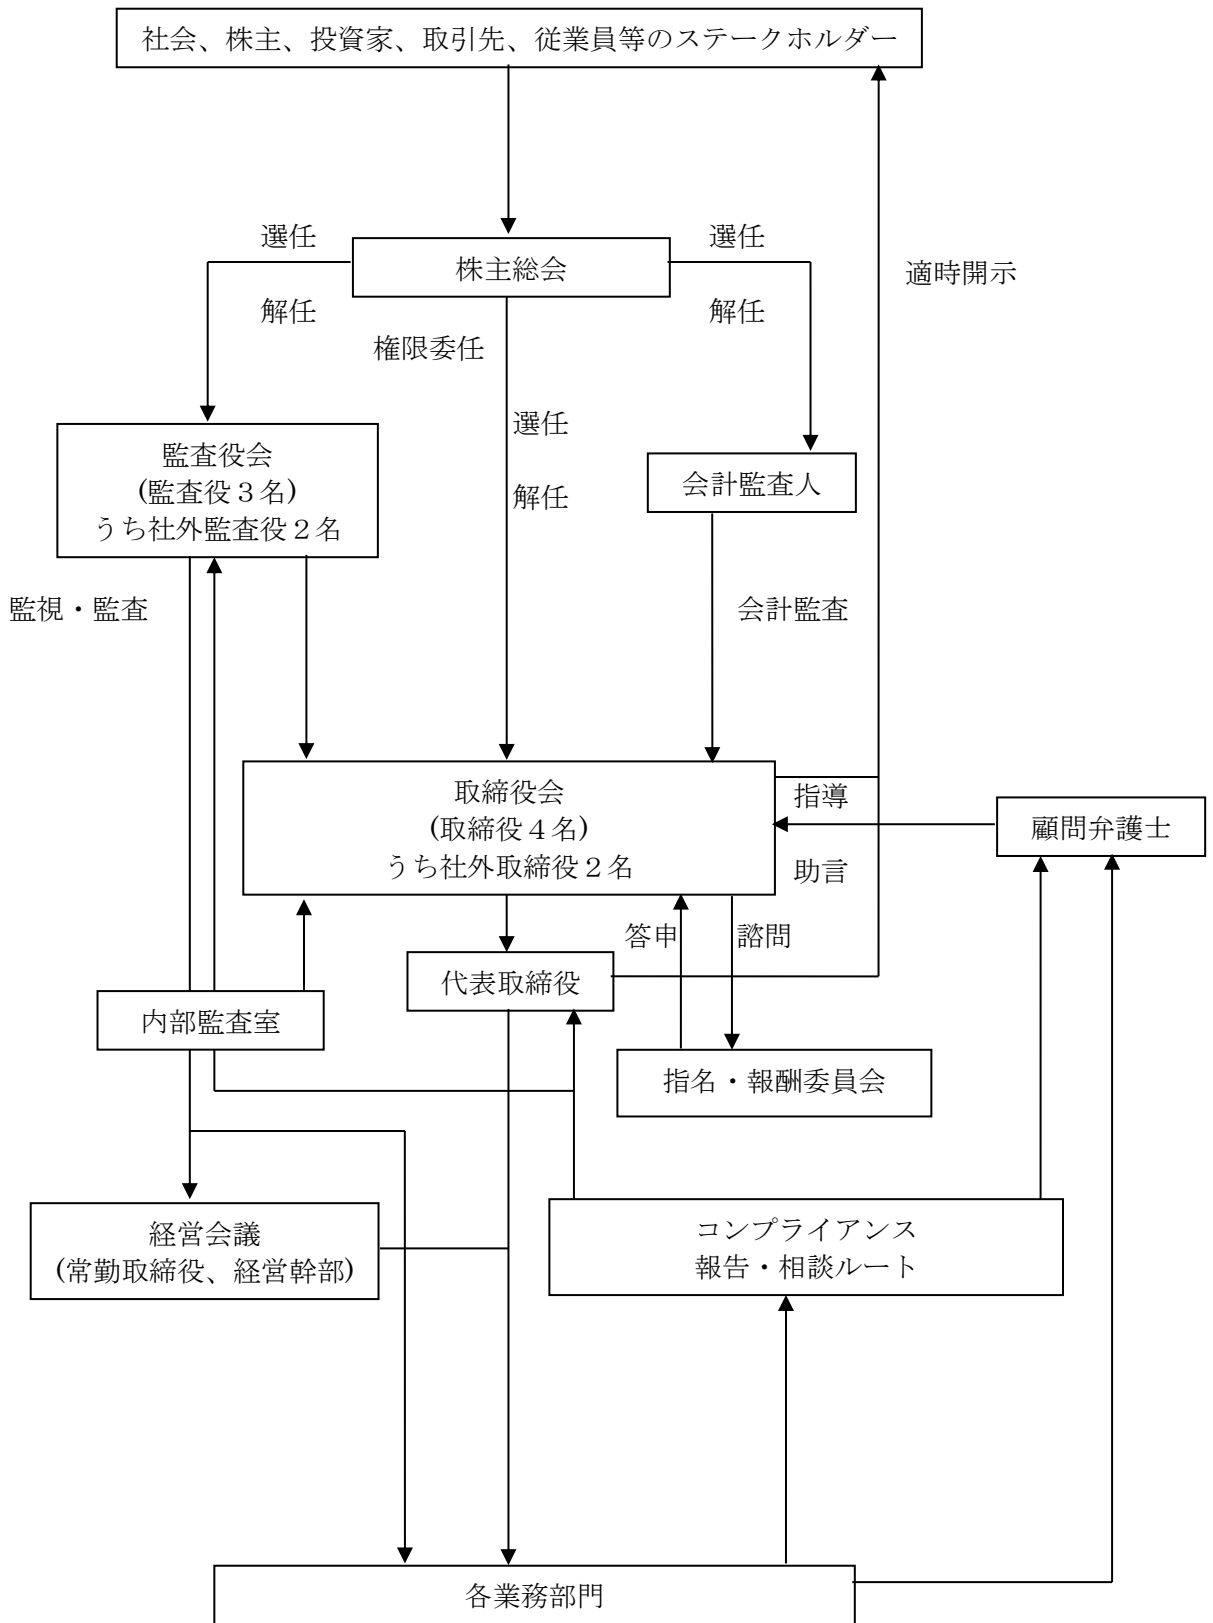 社会、株主、投資家、取引先、従業員等のステークホルダー
選任
株主総会
選任
適時開示
解任
解任
権限委任
選任
監査役会
(監査役３名)
うち社外監査役２名
会計監査人
解任
監視・監査
会計監査
取締役会
(取締役４名)
うち社外取締役２名
指導
顧問弁護士
助言
答申
諮問
代表取締役
内部監査室
指名・報酬委員会
経営会議
(常勤取締役、経営幹部)
コンプライアンス
報告・相談ルート
各業務部門